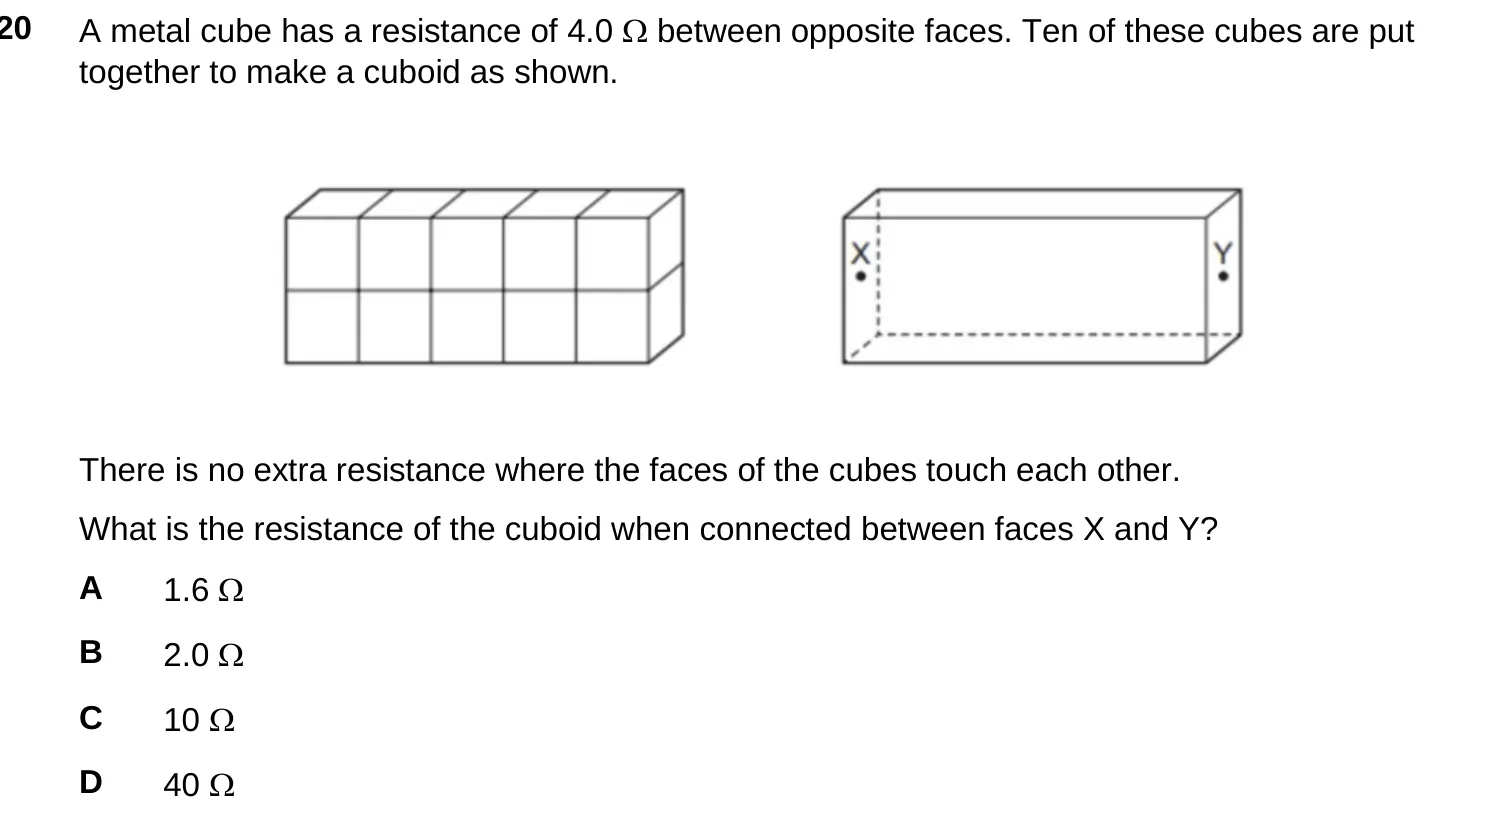 20 A metal cube has a resistance of 4.0 Ω between opposite faces. Ten of these cubes are put
together to make a cuboid as shown.
X Y
There is no extra resistance where the faces of the cubes touch each other.
What is the resistance of the cuboid when connected between faces X and Y?
A 1.6 Ω
B 2.0 Ω
C 10 Ω
D 40 Ω